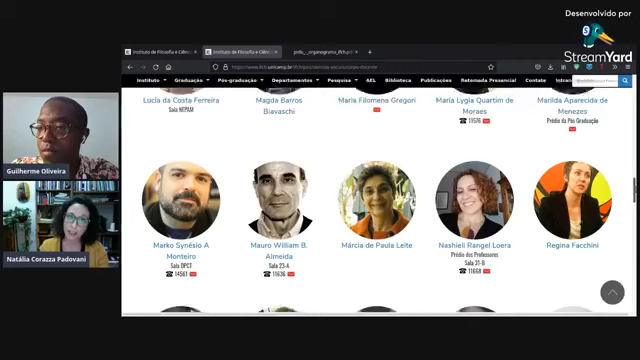 Desenvolvido por
StreamYard
Instituto de Filosofia e Ciênc
Instituto de Filosofia e Ciênc
Instituto
Graduação
Pós-graduação
Departamentos
Pesquisa
AEL
Biblioteca
Publicações
Retomada Presencial
Contato
Intran
Lucia da Costa Ferreira
Sala NEPAM
Magda Barros
Biavaschi
Maria Filomena Gregori
Maria Lygia Quartim de
Moraes
11576
Marilda Aparecida de
Menezes
Prédio da Pós Graduação
Guilherme Oliveira
Natália Corazza Padovani
Marko Synésio A
Monteiro
Sala DPCT
14561
Mauro William B.
Almeida
Sala 23-A
11636
Márcia de Paula Leite
Nashieli Rangel Loera
Prédio dos Professores
Sala 31-B
11668
Regina Facchini